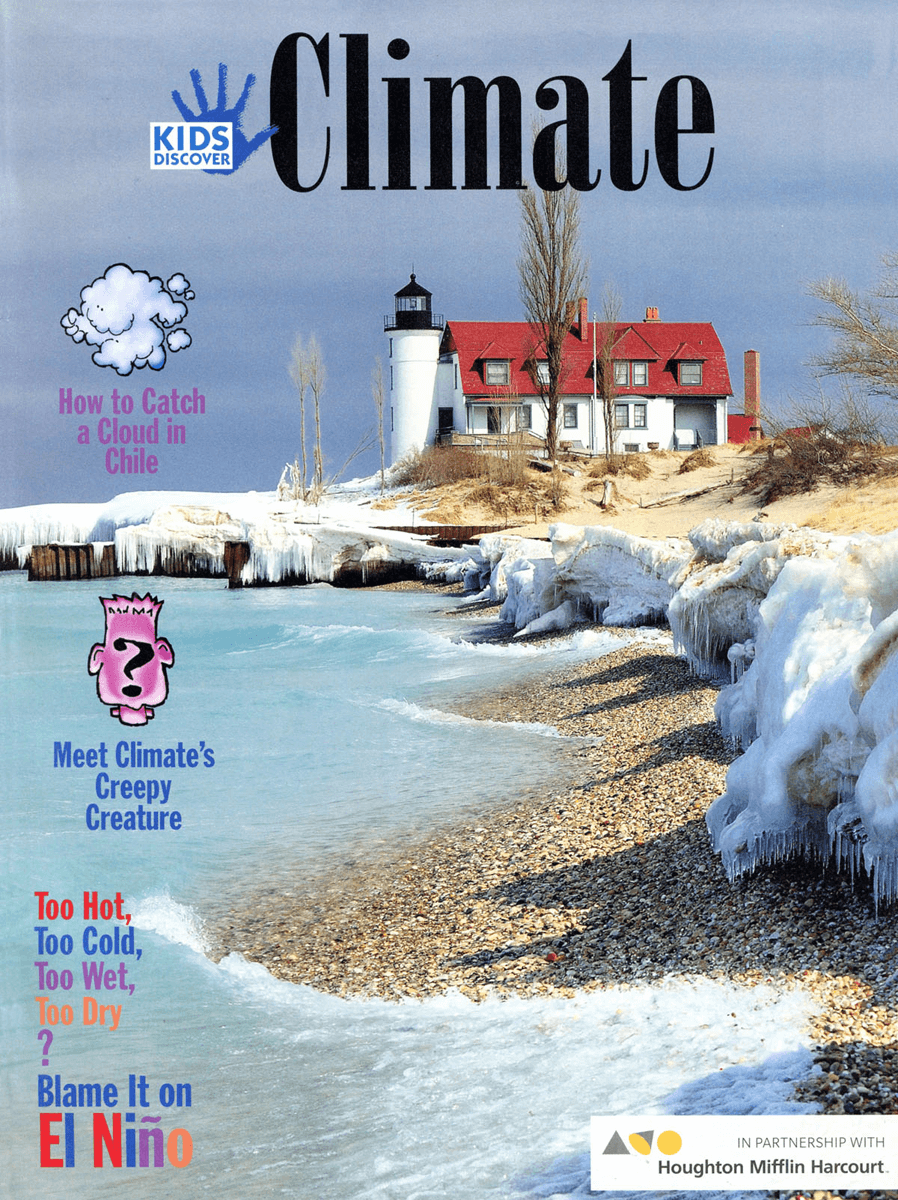 Climate
KIDS
DISCOVER
How to Catch
a Cloud in
Chile
?
Meet Climate's
Creepy
Creature
Too Hot,
Too Cold,
Too Wet,
Too Dry
?
Blame It on
El Niño
IN PARTNERSHIP WITH
Houghton Mifflin Harcourt